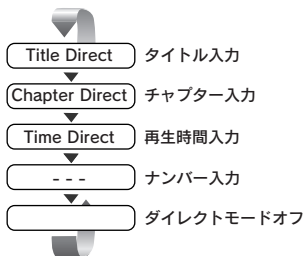 Title Direct タイトル入力
Chapter Direct チャプター入力
Time Direct 再生時間入力
- - - ナンバー入力
ダイレクトモードオフ